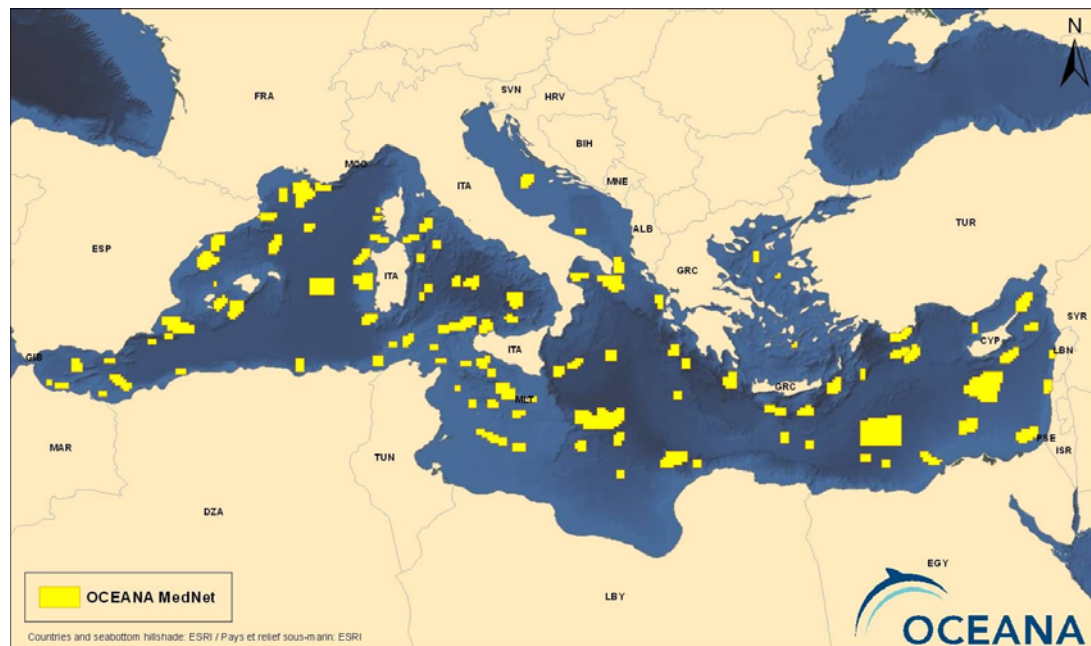 N
FRA
SVN
HRV
BIH
MCO
ITA
MNE
ESP
ITA
ALB
GRC
TUR
SYR
GIB
ITA
CYP
LBN
GRC
MLT
PSE
MAR
TUN
ISR
DZA
EGY
LBY
OCEANA MedNet
OCEANA
Countries and seabottom hillshade: ESRI / Pays et relief sous-marin: ESRI